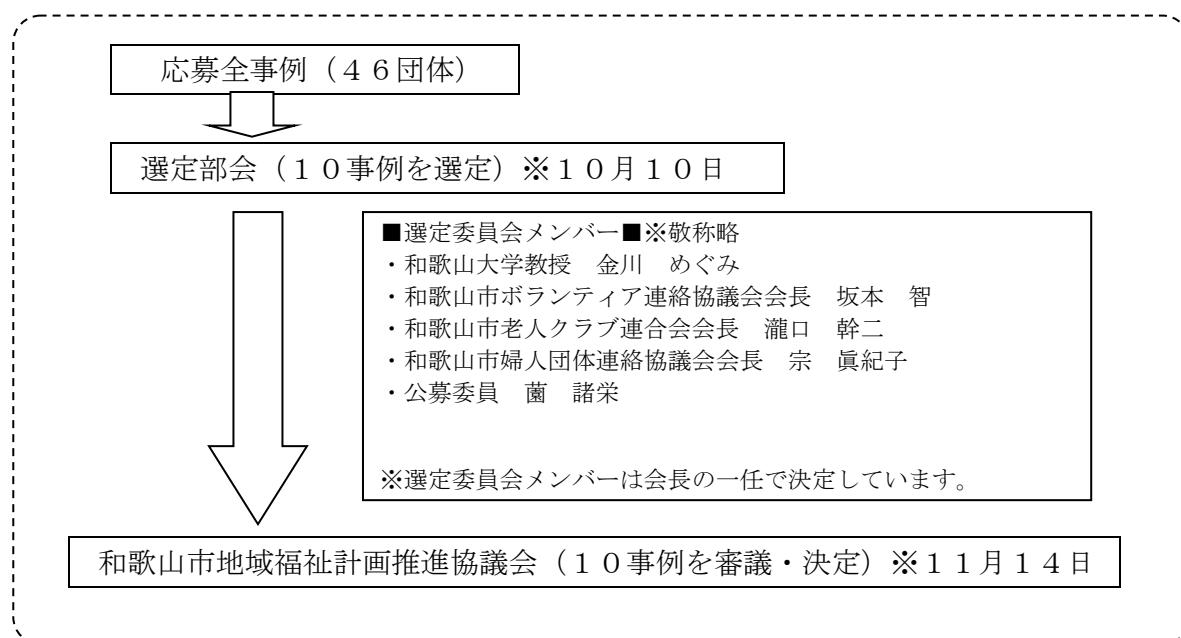 応募全事例(46団体)
選定部会(10事例を選定)※10月10日
■選定委員会メンバー■※敬称略
・和歌山大学教授 金川 めぐみ
・和歌山市ボランティア連絡協議会会長 坂本 智
・和歌山市老人クラブ連合会会長 瀧口 幹二
・和歌山市婦人団体連絡協議会会長 宗 眞紀子
・公募委員 薗 諸栄
※選定委員会メンバーは会長の一任で決定しています。
和歌山市地域福祉計画推進協議会(10事例を審議・決定)※11月14日